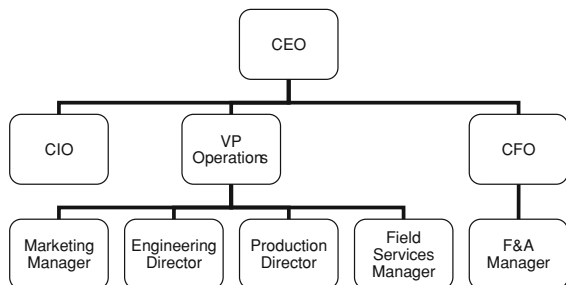 CEO
CIO
VP
Operations
CFO
Marketing
Manager
Engineering
Director
Production
Director
Field
Services
Manager
F&A
Manager